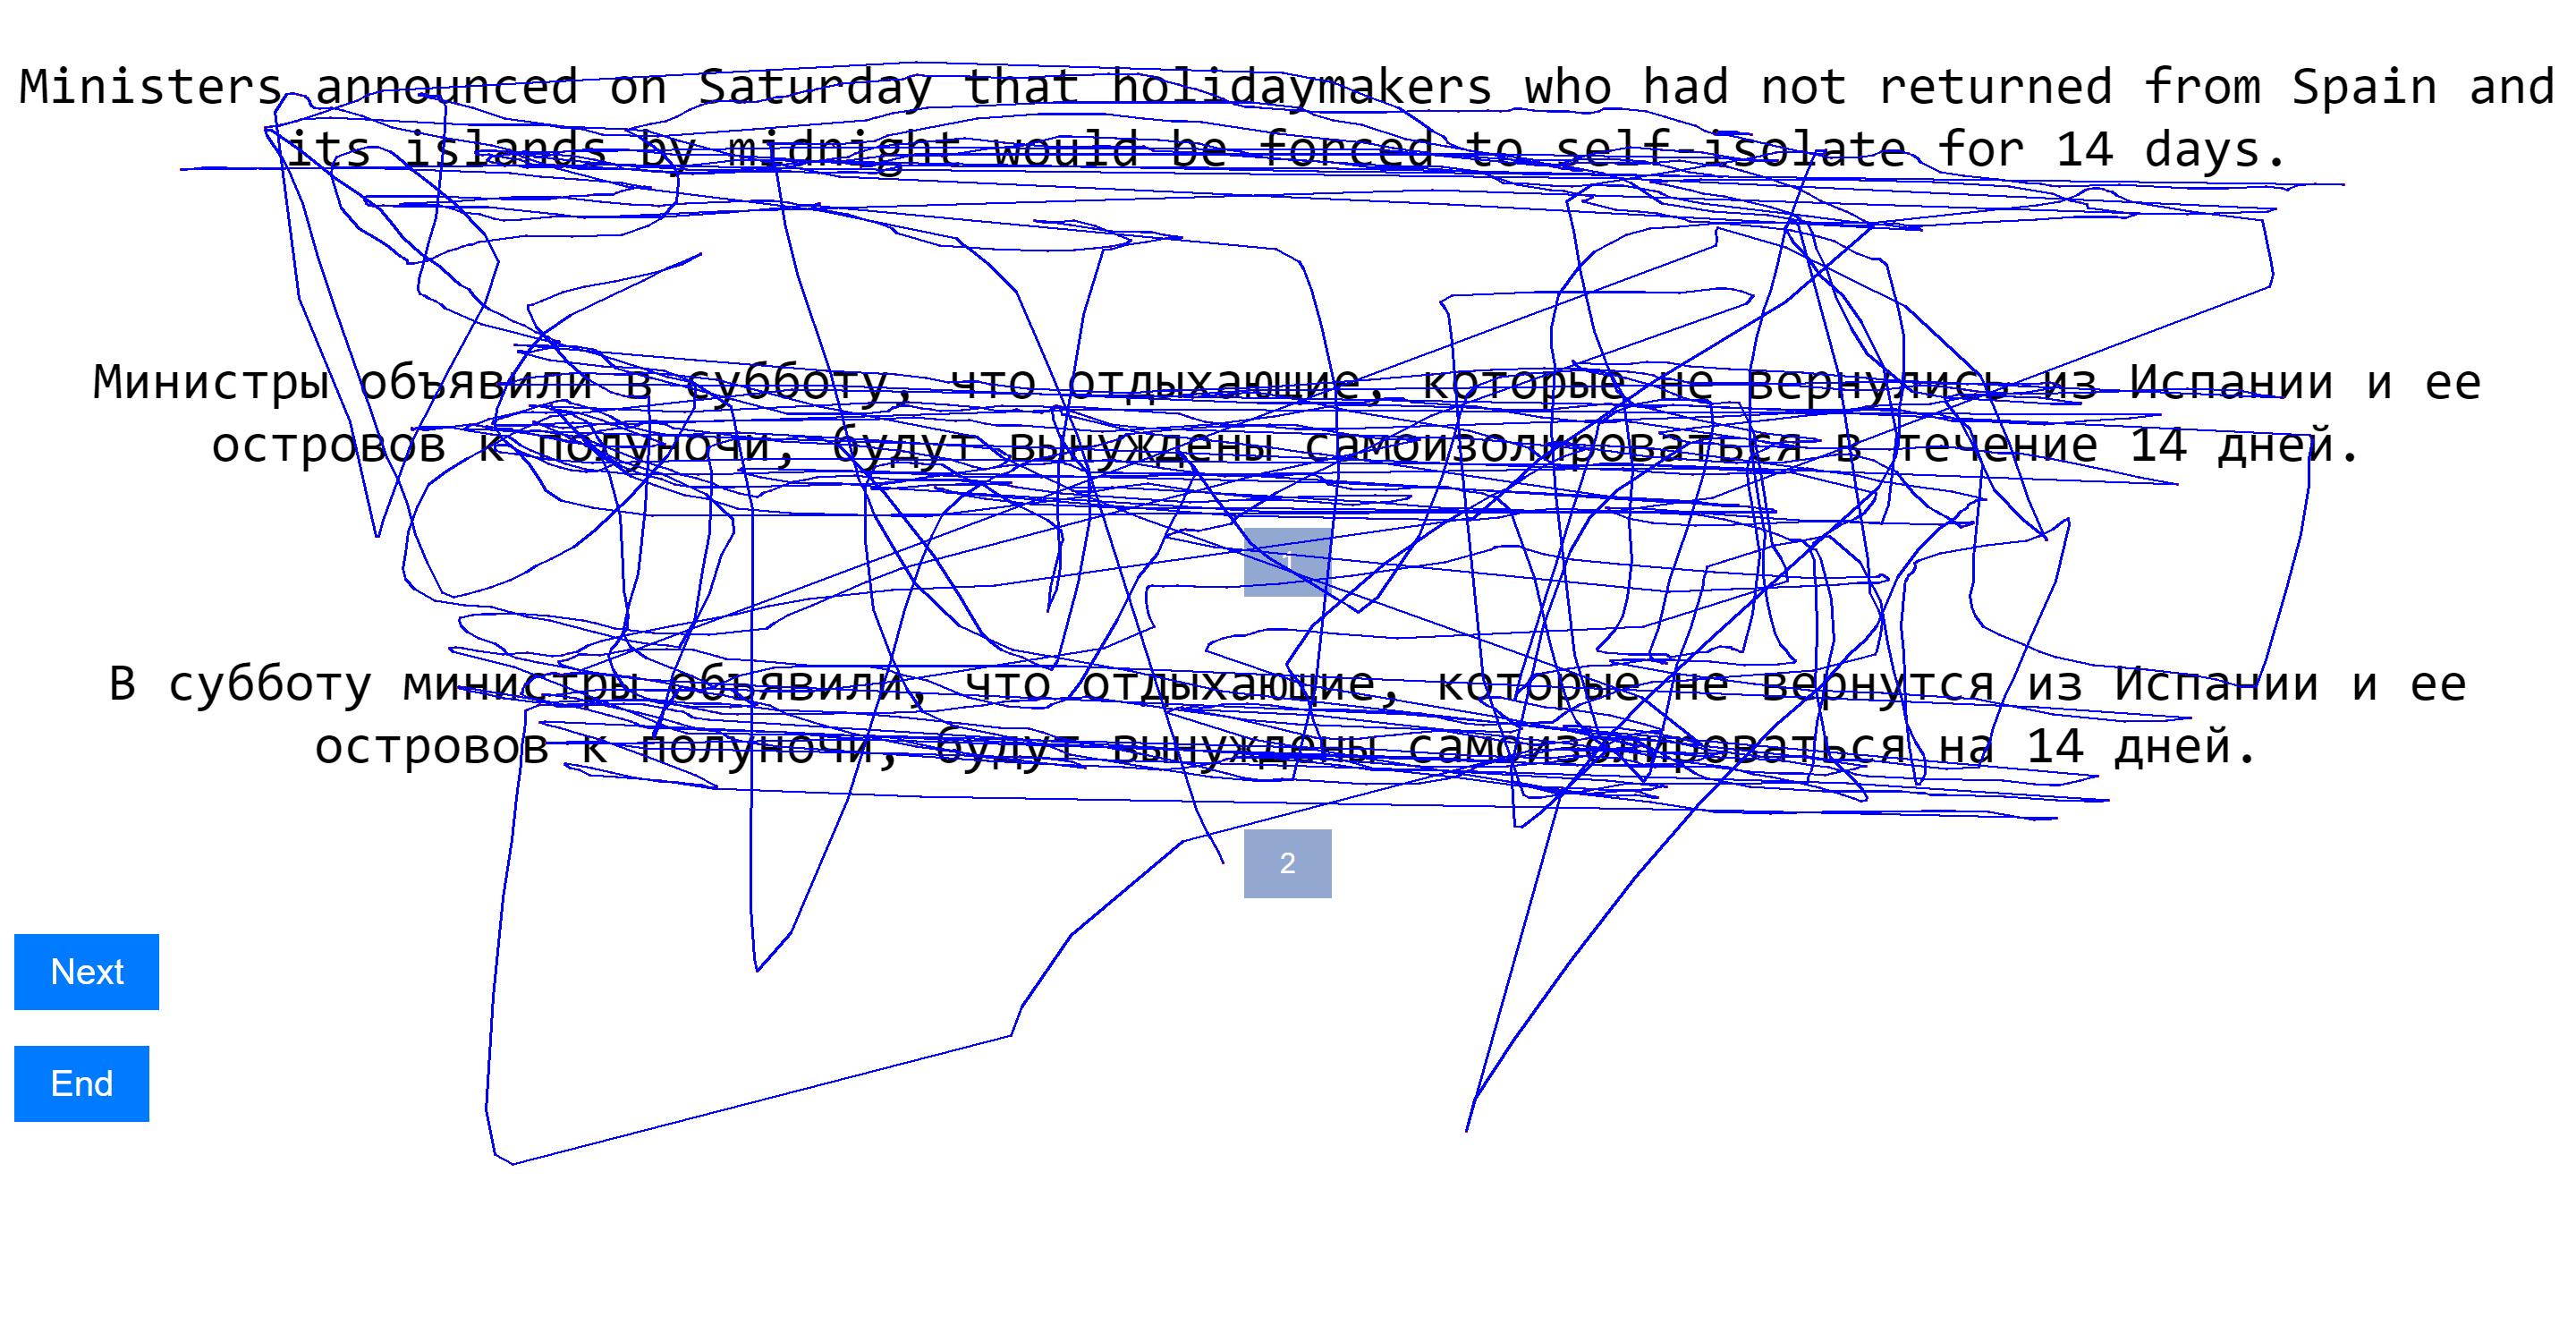 Ministers announced on Saturday that holidaymakers who had not returned from Spain and
its islands by midnight would be forced to self-isolate for 14 days.
Министры объявили в субботу, что отдыхающие, которые не вернулись из Испании и ее
островов к полуночи, будут вынуждены самоизолироваться в течение 14 дней.
1
В субботу министры объявили, что отдыхающие, которые не вернутся из Испании и ее
островов к полуночи, будут вынуждены самоизолироваться на 14 дней.
2
Next
End